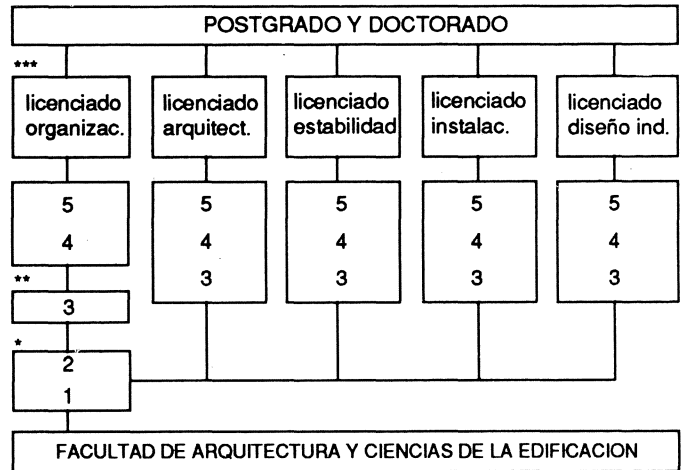 POSTGRADO Y DOCTORADO
***
licenciado
organizac.
licenciado
arquitect.
licenciado
estabilidad
licenciado
instalac.
licenciado
diseño ind.
5
4
5
4
3
5
4
3
5
4
3
5
4
3
**
3
*
2
1
FACULTAD DE ARQUITECTURA Y CIENCIAS DE LA EDIFICACION